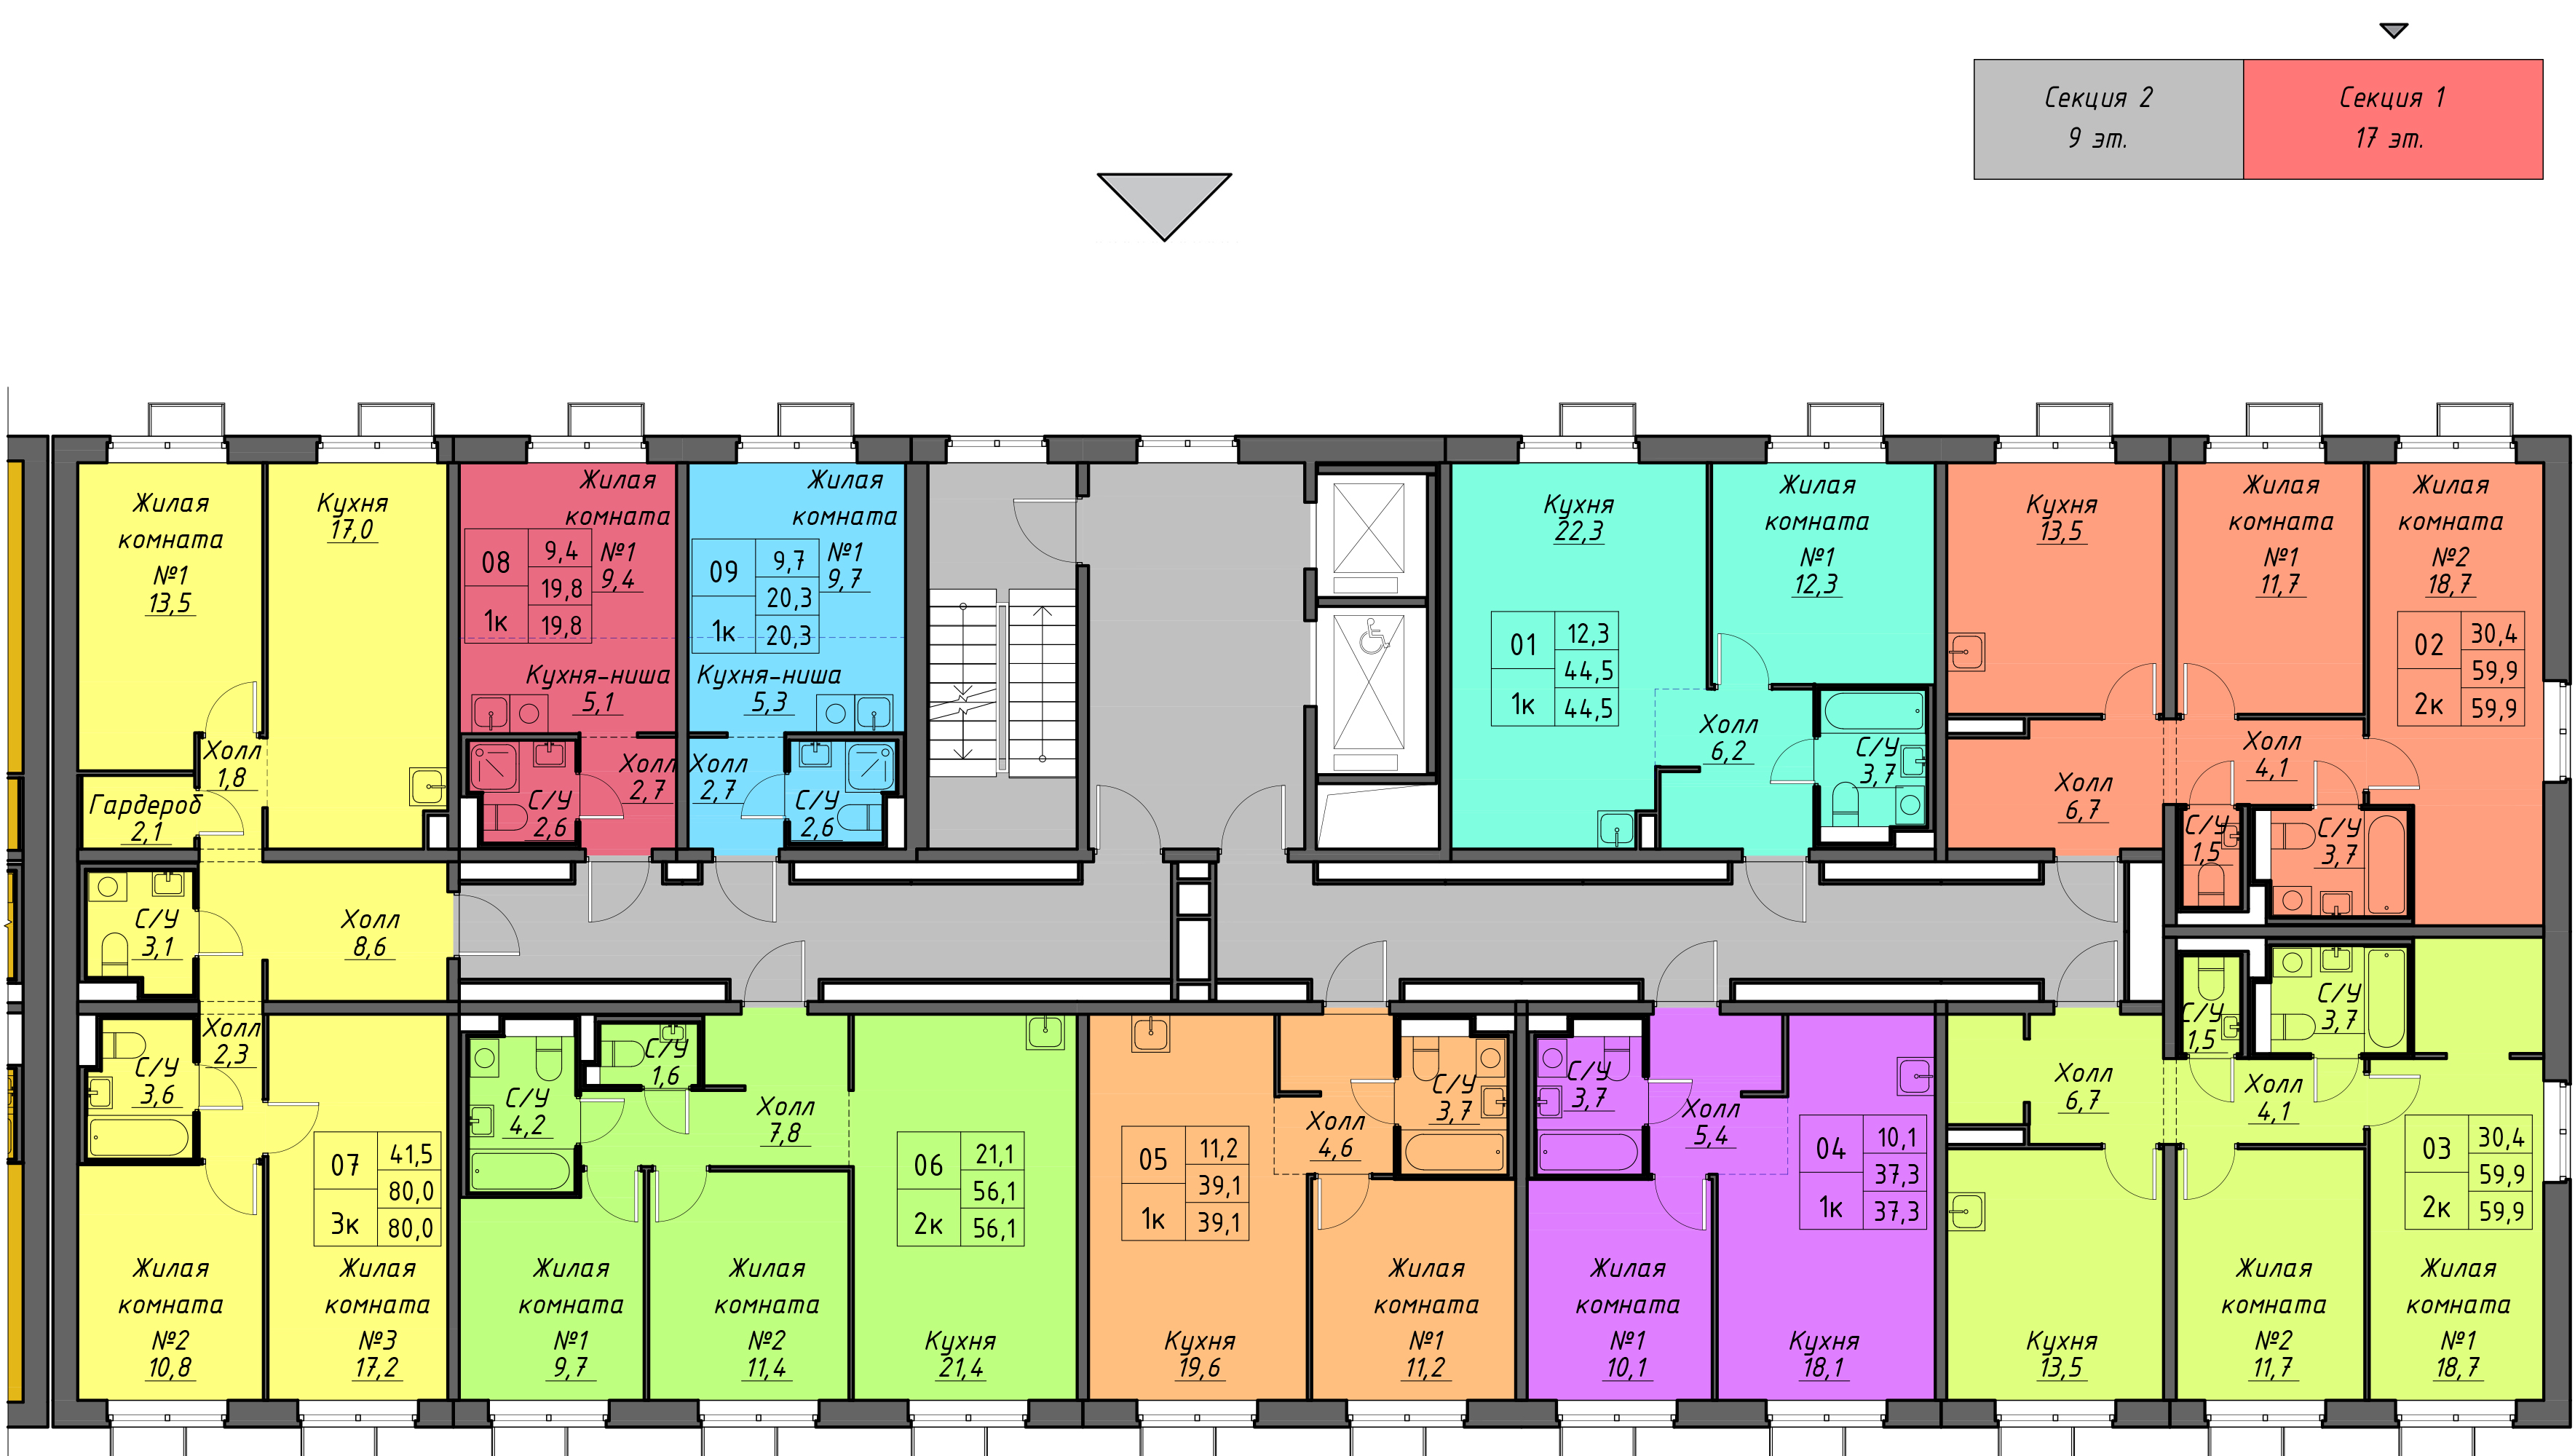 Секция 2
9 эт.
Секция 1
17 эт.
Жилая
комната
№1
13,5
Кухня
17,0
Холл
1,8
Гардероб
2,1
С/У
3,1
Холл
8,6
Холл
2,3
С/У
3,6
07
3к
41,5
80,0
80,0
Жилая
комната
№2
10,8
Жилая
комната
№3
17,2
Жилая
комната
№1
9,4
08
1к
9,4
19,8
19,8
Кухня-ниша
5,1
Холл
2,7
С/У
2,6
Жилая
комната
№1
9,7
09
1к
9,7
20,3
20,3
Кухня-ниша
5,3
Холл
2,7
С/У
2,6
Кухня
22,3
Жилая
комната
№1
12,3
01
1к
12,3
44,5
44,5
Холл
6,2
С/У
3,7
Кухня
13,5
Жилая
комната
№1
11,7
Жилая
комната
№2
18,7
02
2к
30,4
59,9
59,9
Холл
4,1
Холл
6,7
С/У
1,5
С/У
3,7
С/У
4,2
С/У
1,6
Холл
7,8
06
2к
21,1
56,1
56,1
Жилая
комната
№1
9,7
Жилая
комната
№2
11,4
Кухня
21,4
05
1к
11,2
39,1
39,1
Холл
4,6
С/У
3,7
Кухня
19,6
Жилая
комната
№1
11,2
С/У
3,7
Холл
5,4
04
1к
10,1
37,3
37,3
Жилая
комната
№1
10,1
Кухня
18,1
С/У
1,5
С/У
3,7
Холл
6,7
Холл
4,1
03
2к
30,4
59,9
59,9
Кухня
13,5
Жилая
комната
№2
11,7
Жилая
комната
№1
18,7